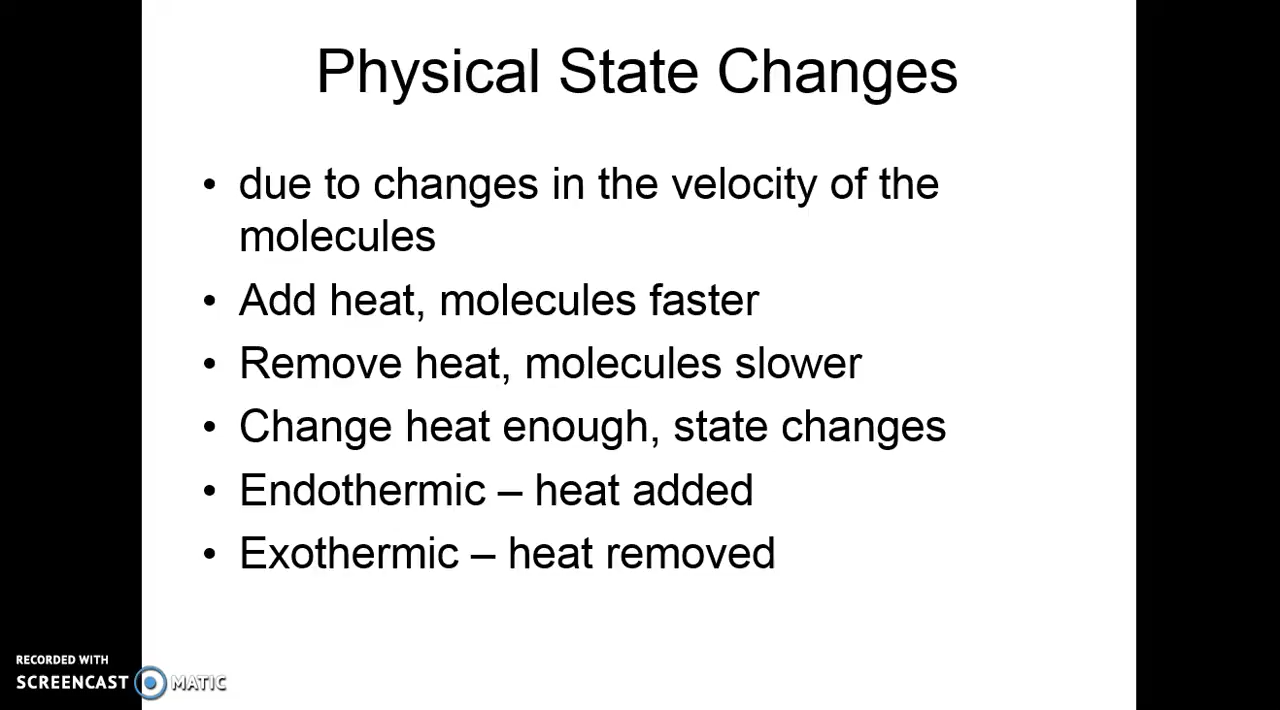 Physical State Changes
• due to changes in the velocity of the
molecules
• Add heat, molecules faster
• Remove heat, molecules slower
• Change heat enough, state changes
• Endothermic – heat added
• Exothermic – heat removed
RECORDED WITH
SCREENCAST MATIC